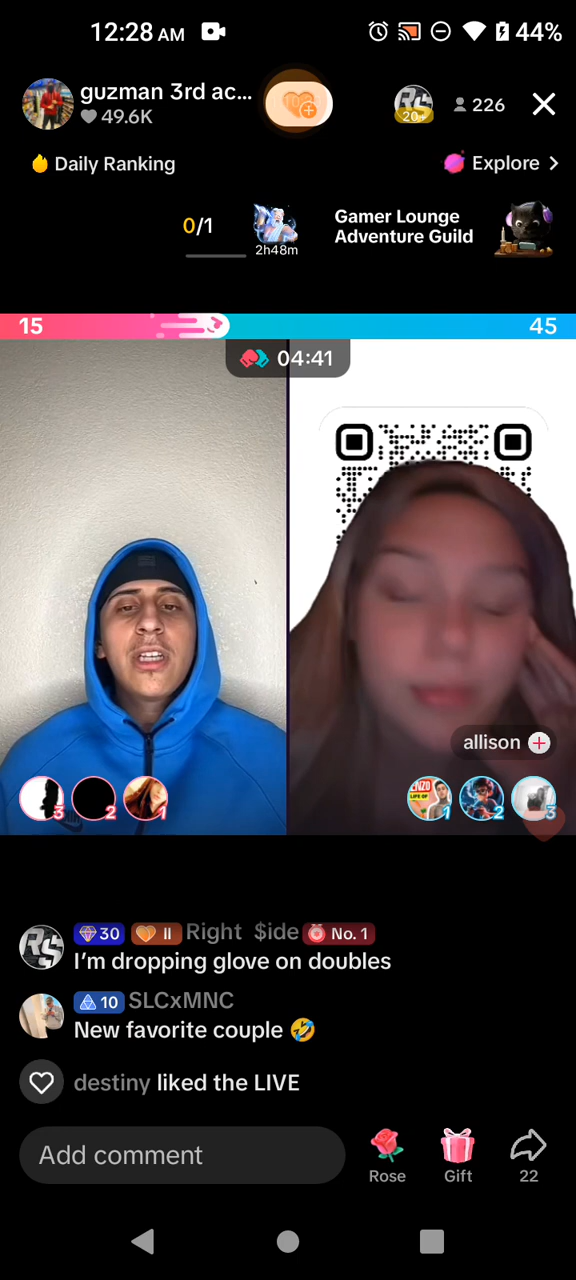 12:28 AM
44%
guzman 3rd ac...
49.6K
20+
226
Daily Ranking
Explore
0/1
2h48m
Gamer Lounge
Adventure Guild
15
45
04:41
allison
3
2
1
1
2
3
30
II
Right $ide
No. 1
I’m dropping glove on doubles
10
SLCxMNC
New favorite couple 🤣
destiny liked the LIVE
Add comment
Rose
Gift
22